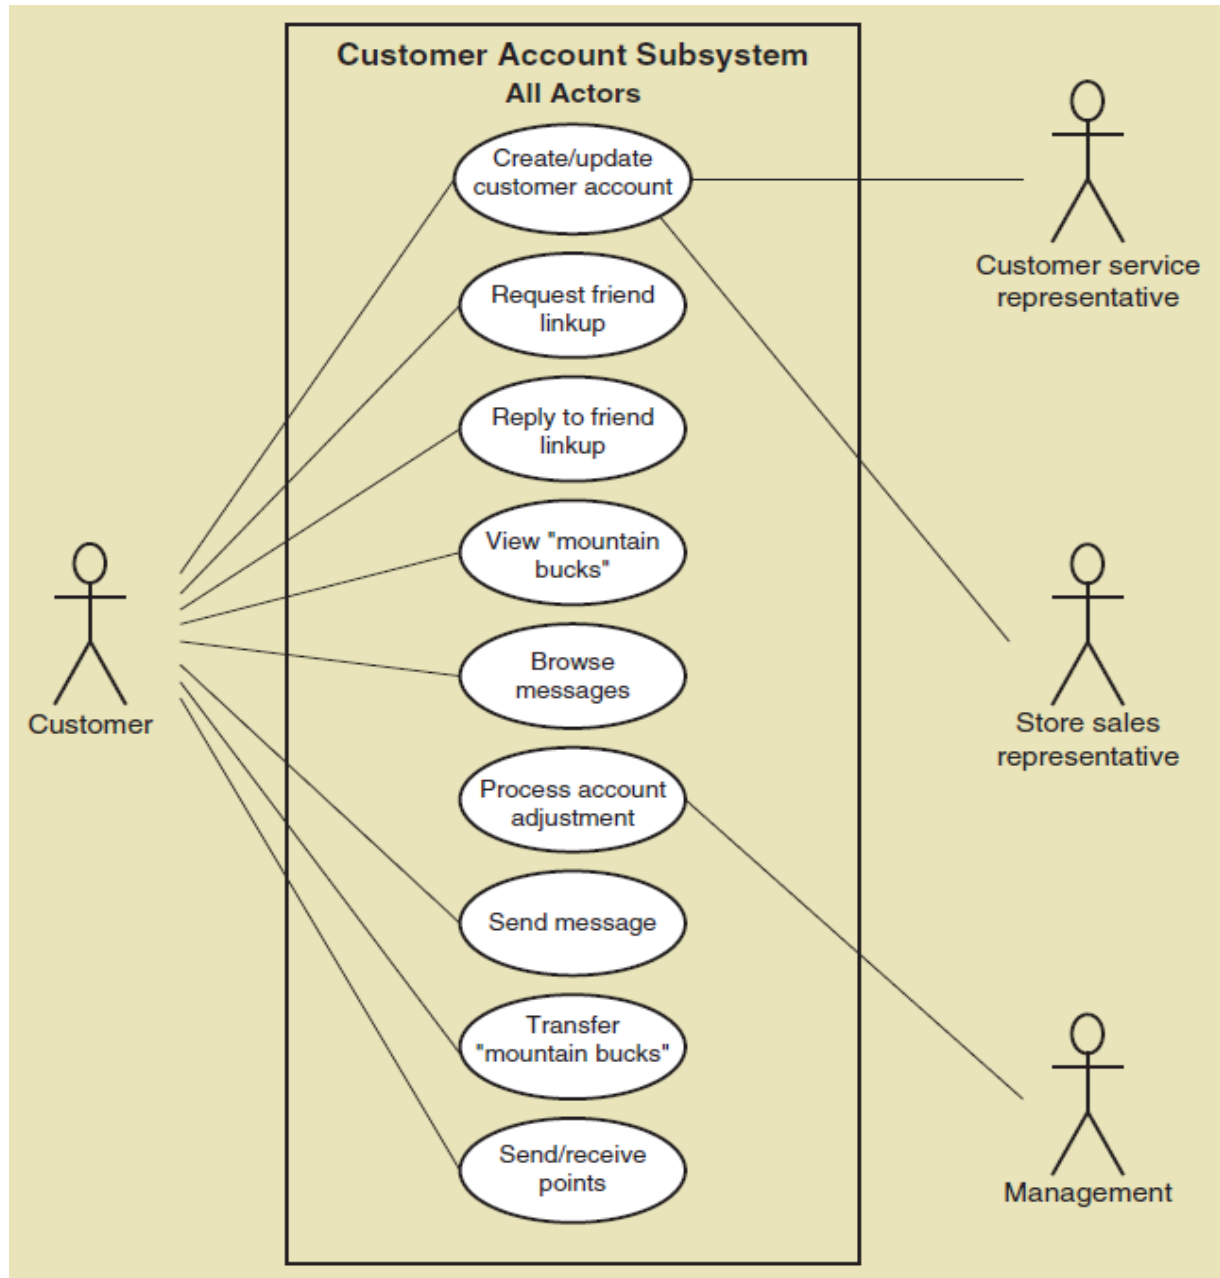 Customer Account Subsystem
All Actors
Create/update
customer account
Customer service
representative
Request friend
linkup
Reply to friend
linkup
View "mountain
bucks"
Browse
messages
Customer
Store sales
representative
Process account
adjustment
Send message
Transfer
"mountain bucks"
Send/receive
points
Management